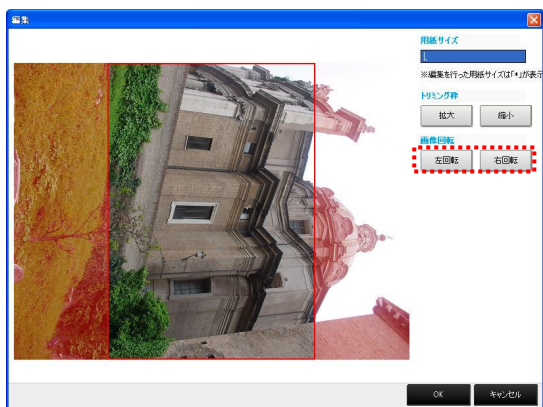 編集
用紙サイズ
L
※編集を行った用紙サイズは「*」が表示
トリミング枠
拡大 縮小
画像回転
左回転 右回転
OK キャンセル